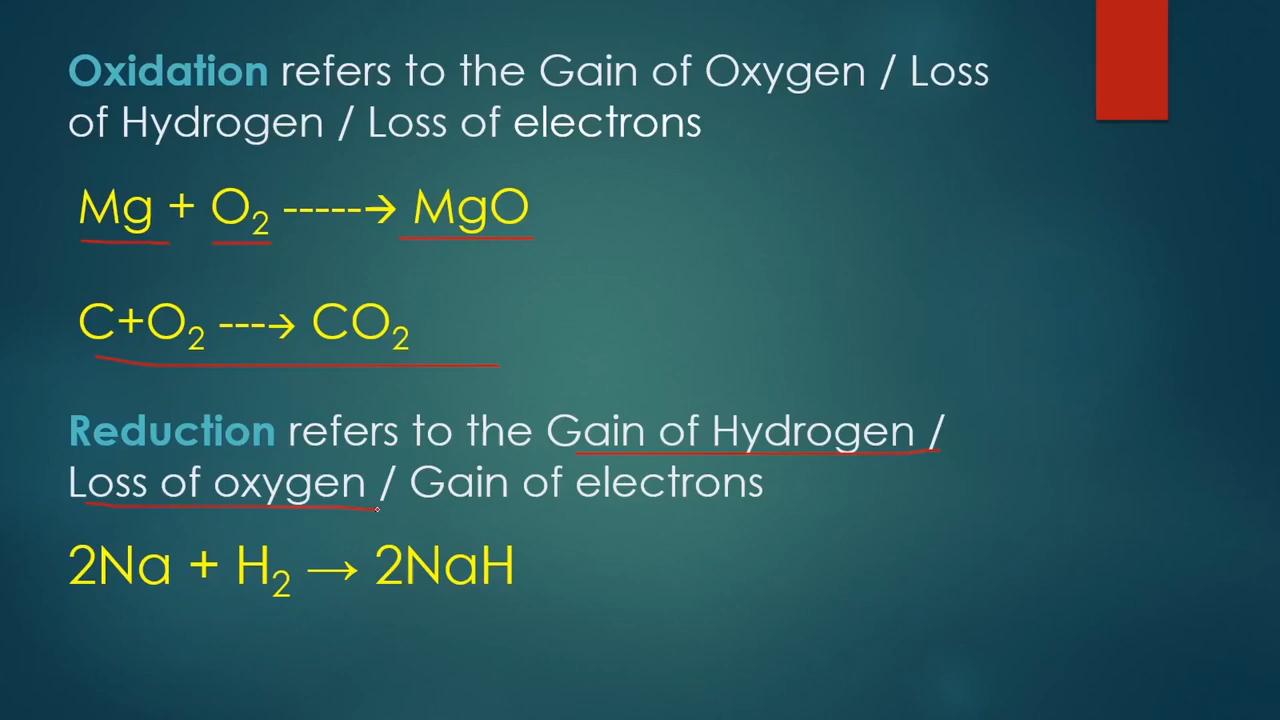 Oxidation refers to the Gain of Oxygen / Loss
of Hydrogen / Loss of electrons
Mg + O₂ -----→ MgO
C+O₂ ---→ CO₂
Reduction refers to the Gain of Hydrogen /
Loss of oxygen / Gain of electrons
2Na + H₂ → 2NaH